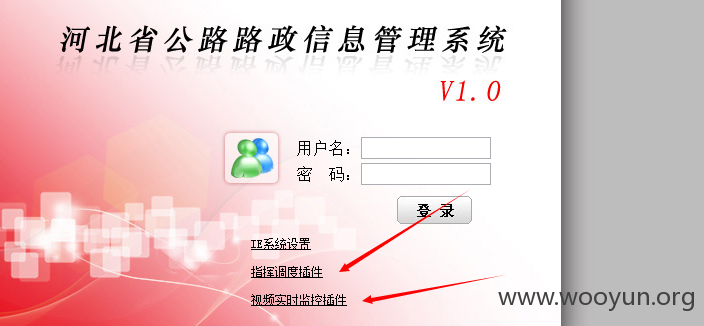 河北省公路路政信息管理系统
V1.0
用户名：
密 码：
登 录
IE系统设置
指挥调度插件
视频实时监控插件
www.wooyun.org